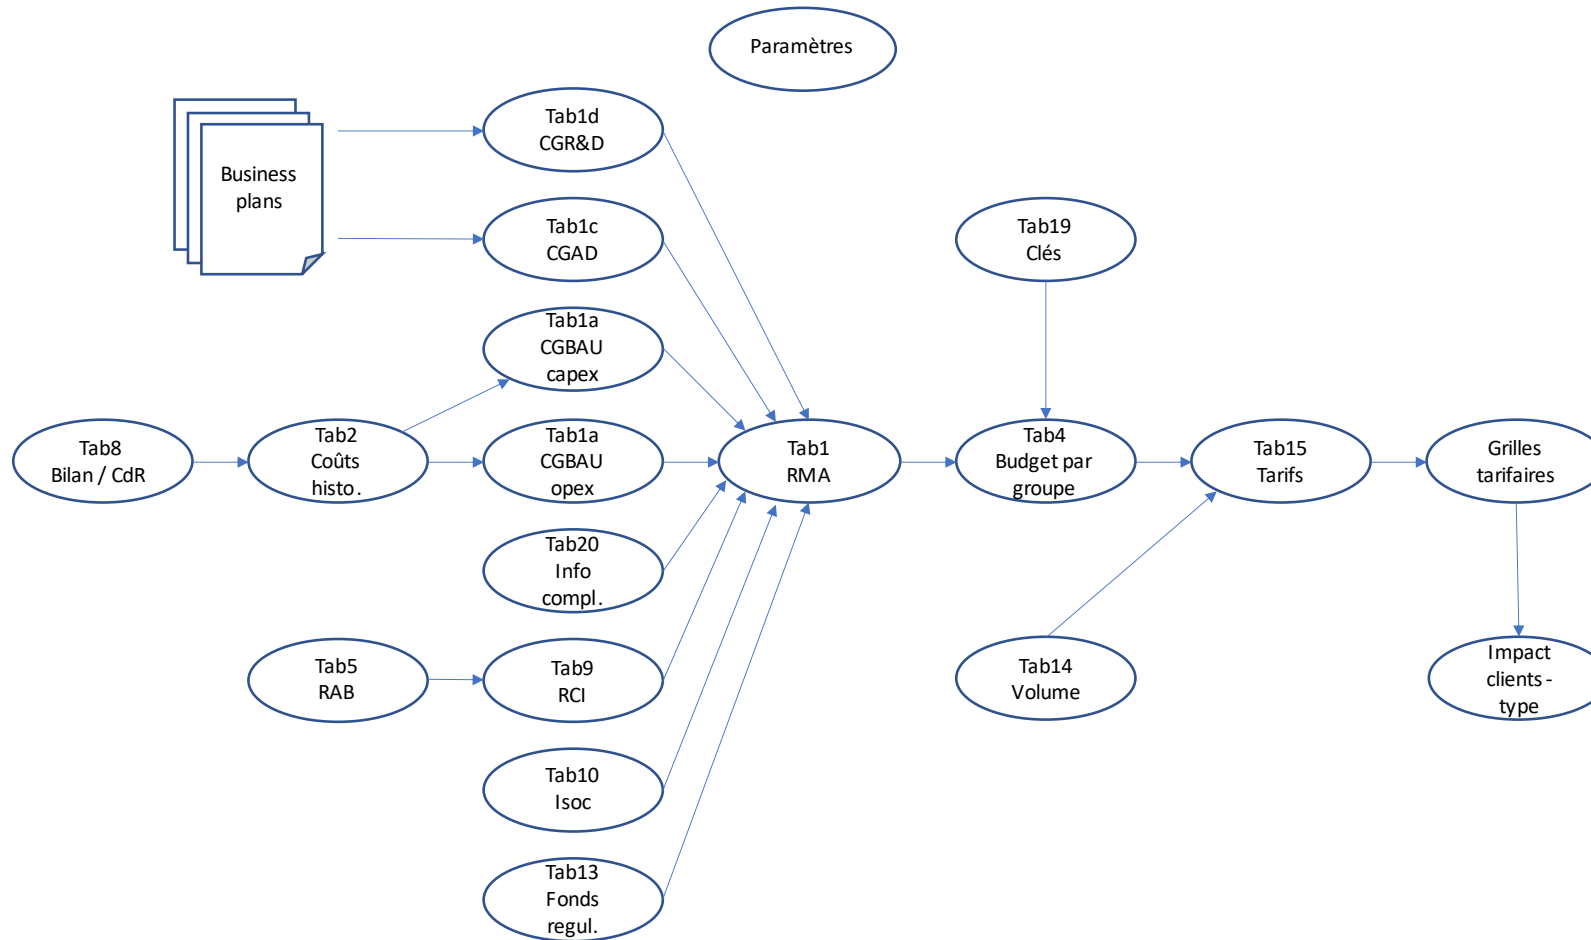 Paramètres
Tab1d
CGR&D
Business
plans
Tab1c
CGAD
Tab19
Clés
Tab1a
CGBAU
capex
Tab8
Bilan / CdR
Tab2
Coûts
histo.
Tab1a
CGBAU
opex
Tab1
RMA
Tab4
Budget par
groupe
Tab15
Tarifs
Grilles
tarifaires
Tab20
Info
compl.
Tab5
RAB
Tab9
RCI
Tab14
Volume
Impact
clients-
type
Tab10
Isoc
Tab13
Fonds
regul.